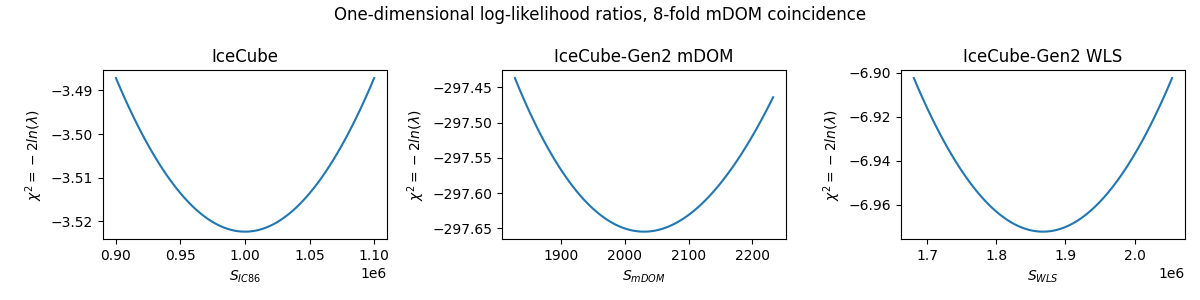 One-dimensional log-likelihood ratios, 8-fold mDOM coincidence
IceCube
−3.49
−3.50
−3.51
−3.52
χ² = − 2ln(λ)
0.90 0.95 1.00 1.05 1.10
1e6
S_IC86
IceCube-Gen2 mDOM
−297.45
−297.50
−297.55
−297.60
−297.65
χ² = − 2ln(λ)
1900 2000 2100 2200
S_mDOM
IceCube-Gen2 WLS
−6.90
−6.92
−6.94
−6.96
χ² = − 2ln(λ)
1.7 1.8 1.9 2.0
1e6
S_WLS